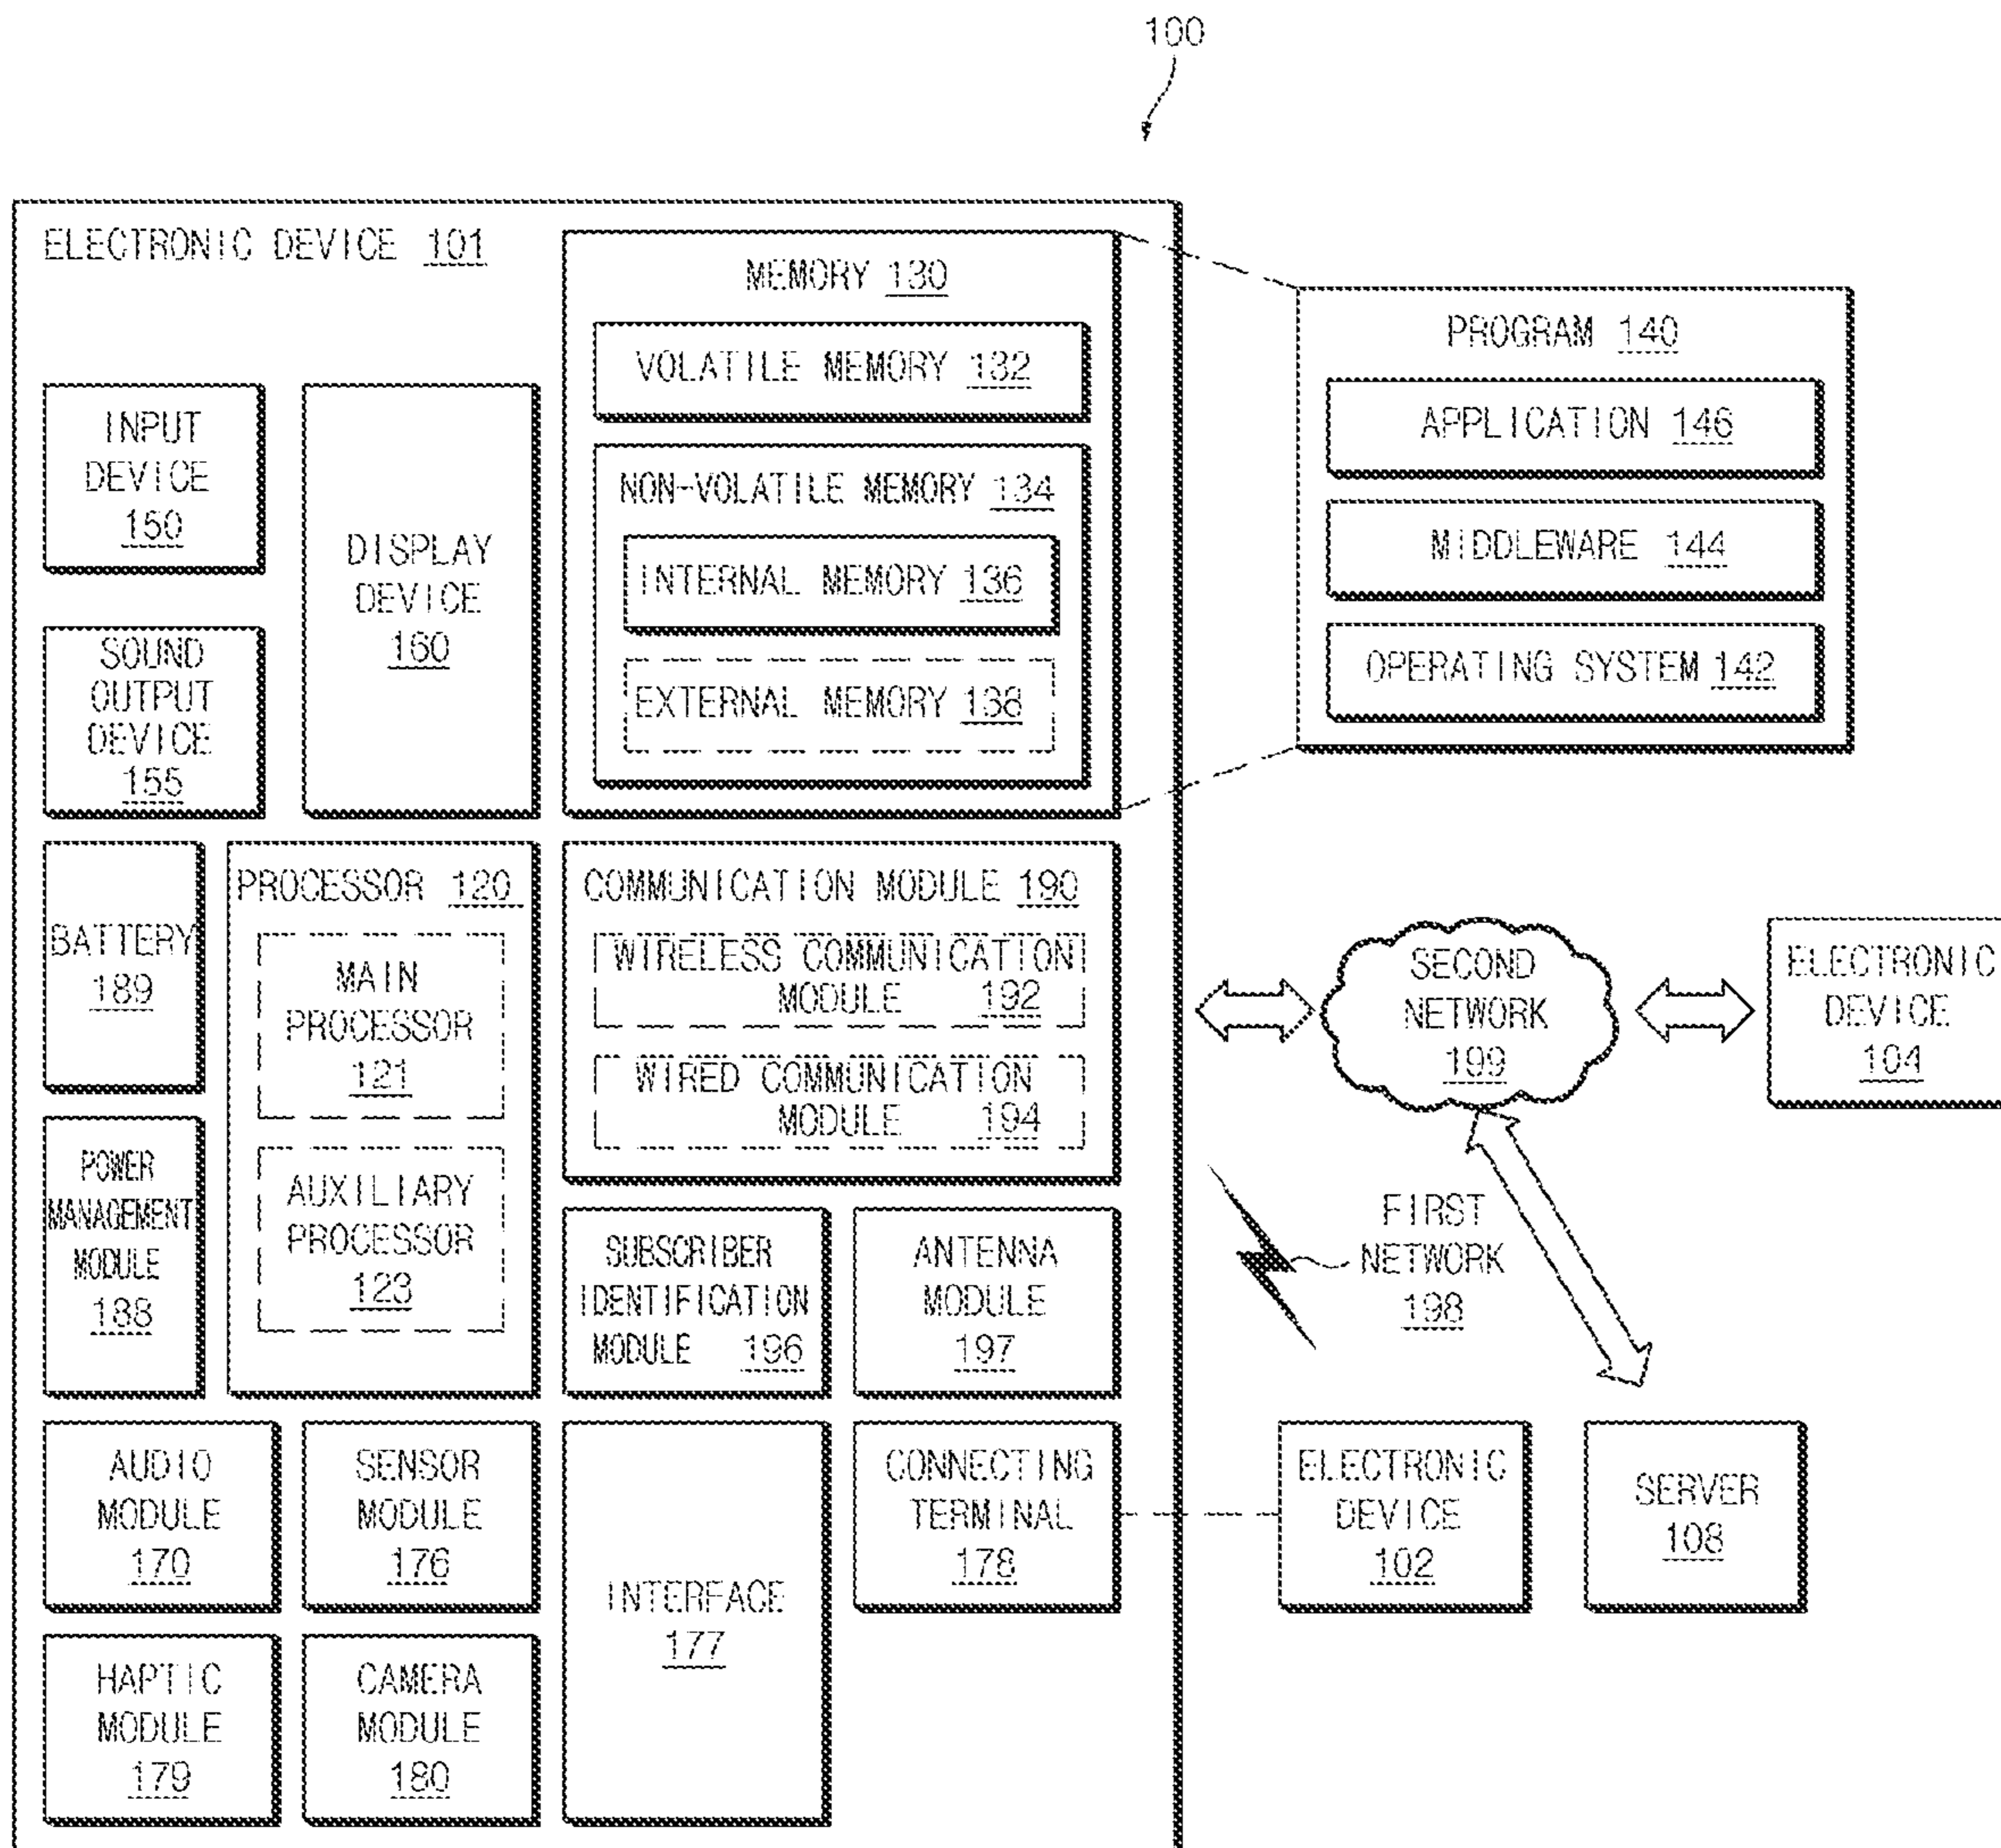 100
ELECTRONIC DEVICE 101
MEMORY 130
VOLATILE MEMORY 132
NON-VOLATILE MEMORY 134
INTERNAL MEMORY 136
EXTERNAL MEMORY 138
PROGRAM 140
APPLICATION 146
MIDDLEWARE 144
OPERATING SYSTEM 142
INPUT
DEVICE
150
DISPLAY
DEVICE
160
SOUND
OUTPUT
DEVICE
155
BATTERY
189
PROCESSOR 120
MAIN
PROCESSOR
121
AUXILIARY
PROCESSOR
123
COMMUNICATION MODULE 190
WIRELESS COMMUNICATION
MODULE 192
WIRED COMMUNICATION
MODULE 194
SECOND
NETWORK
199
ELECTRONIC
DEVICE
104
POWER
MANAGEMENT
MODULE
188
SUBSCRIBER
IDENTIFICATION
MODULE 196
ANTENNA
MODULE
197
FIRST
NETWORK
198
AUDIO
MODULE
170
SENSOR
MODULE
176
INTERFACE
177
CONNECTING
TERMINAL
178
ELECTRONIC
DEVICE
102
SERVER
108
HAPTIC
MODULE
179
CAMERA
MODULE
180